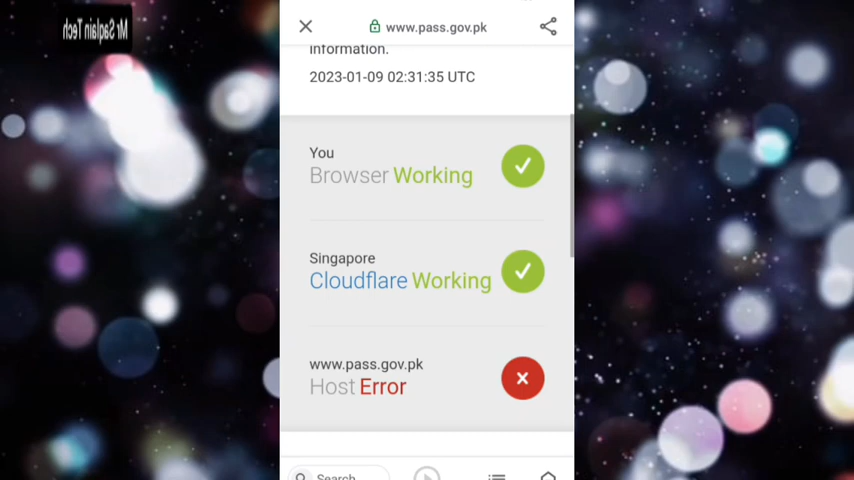 Mr Saqlain Tech
www.pass.gov.pk
information.
2023-01-09 02:31:35 UTC
You
Browser Working
Singapore
Cloudflare Working
www.pass.gov.pk
Host Error
Search